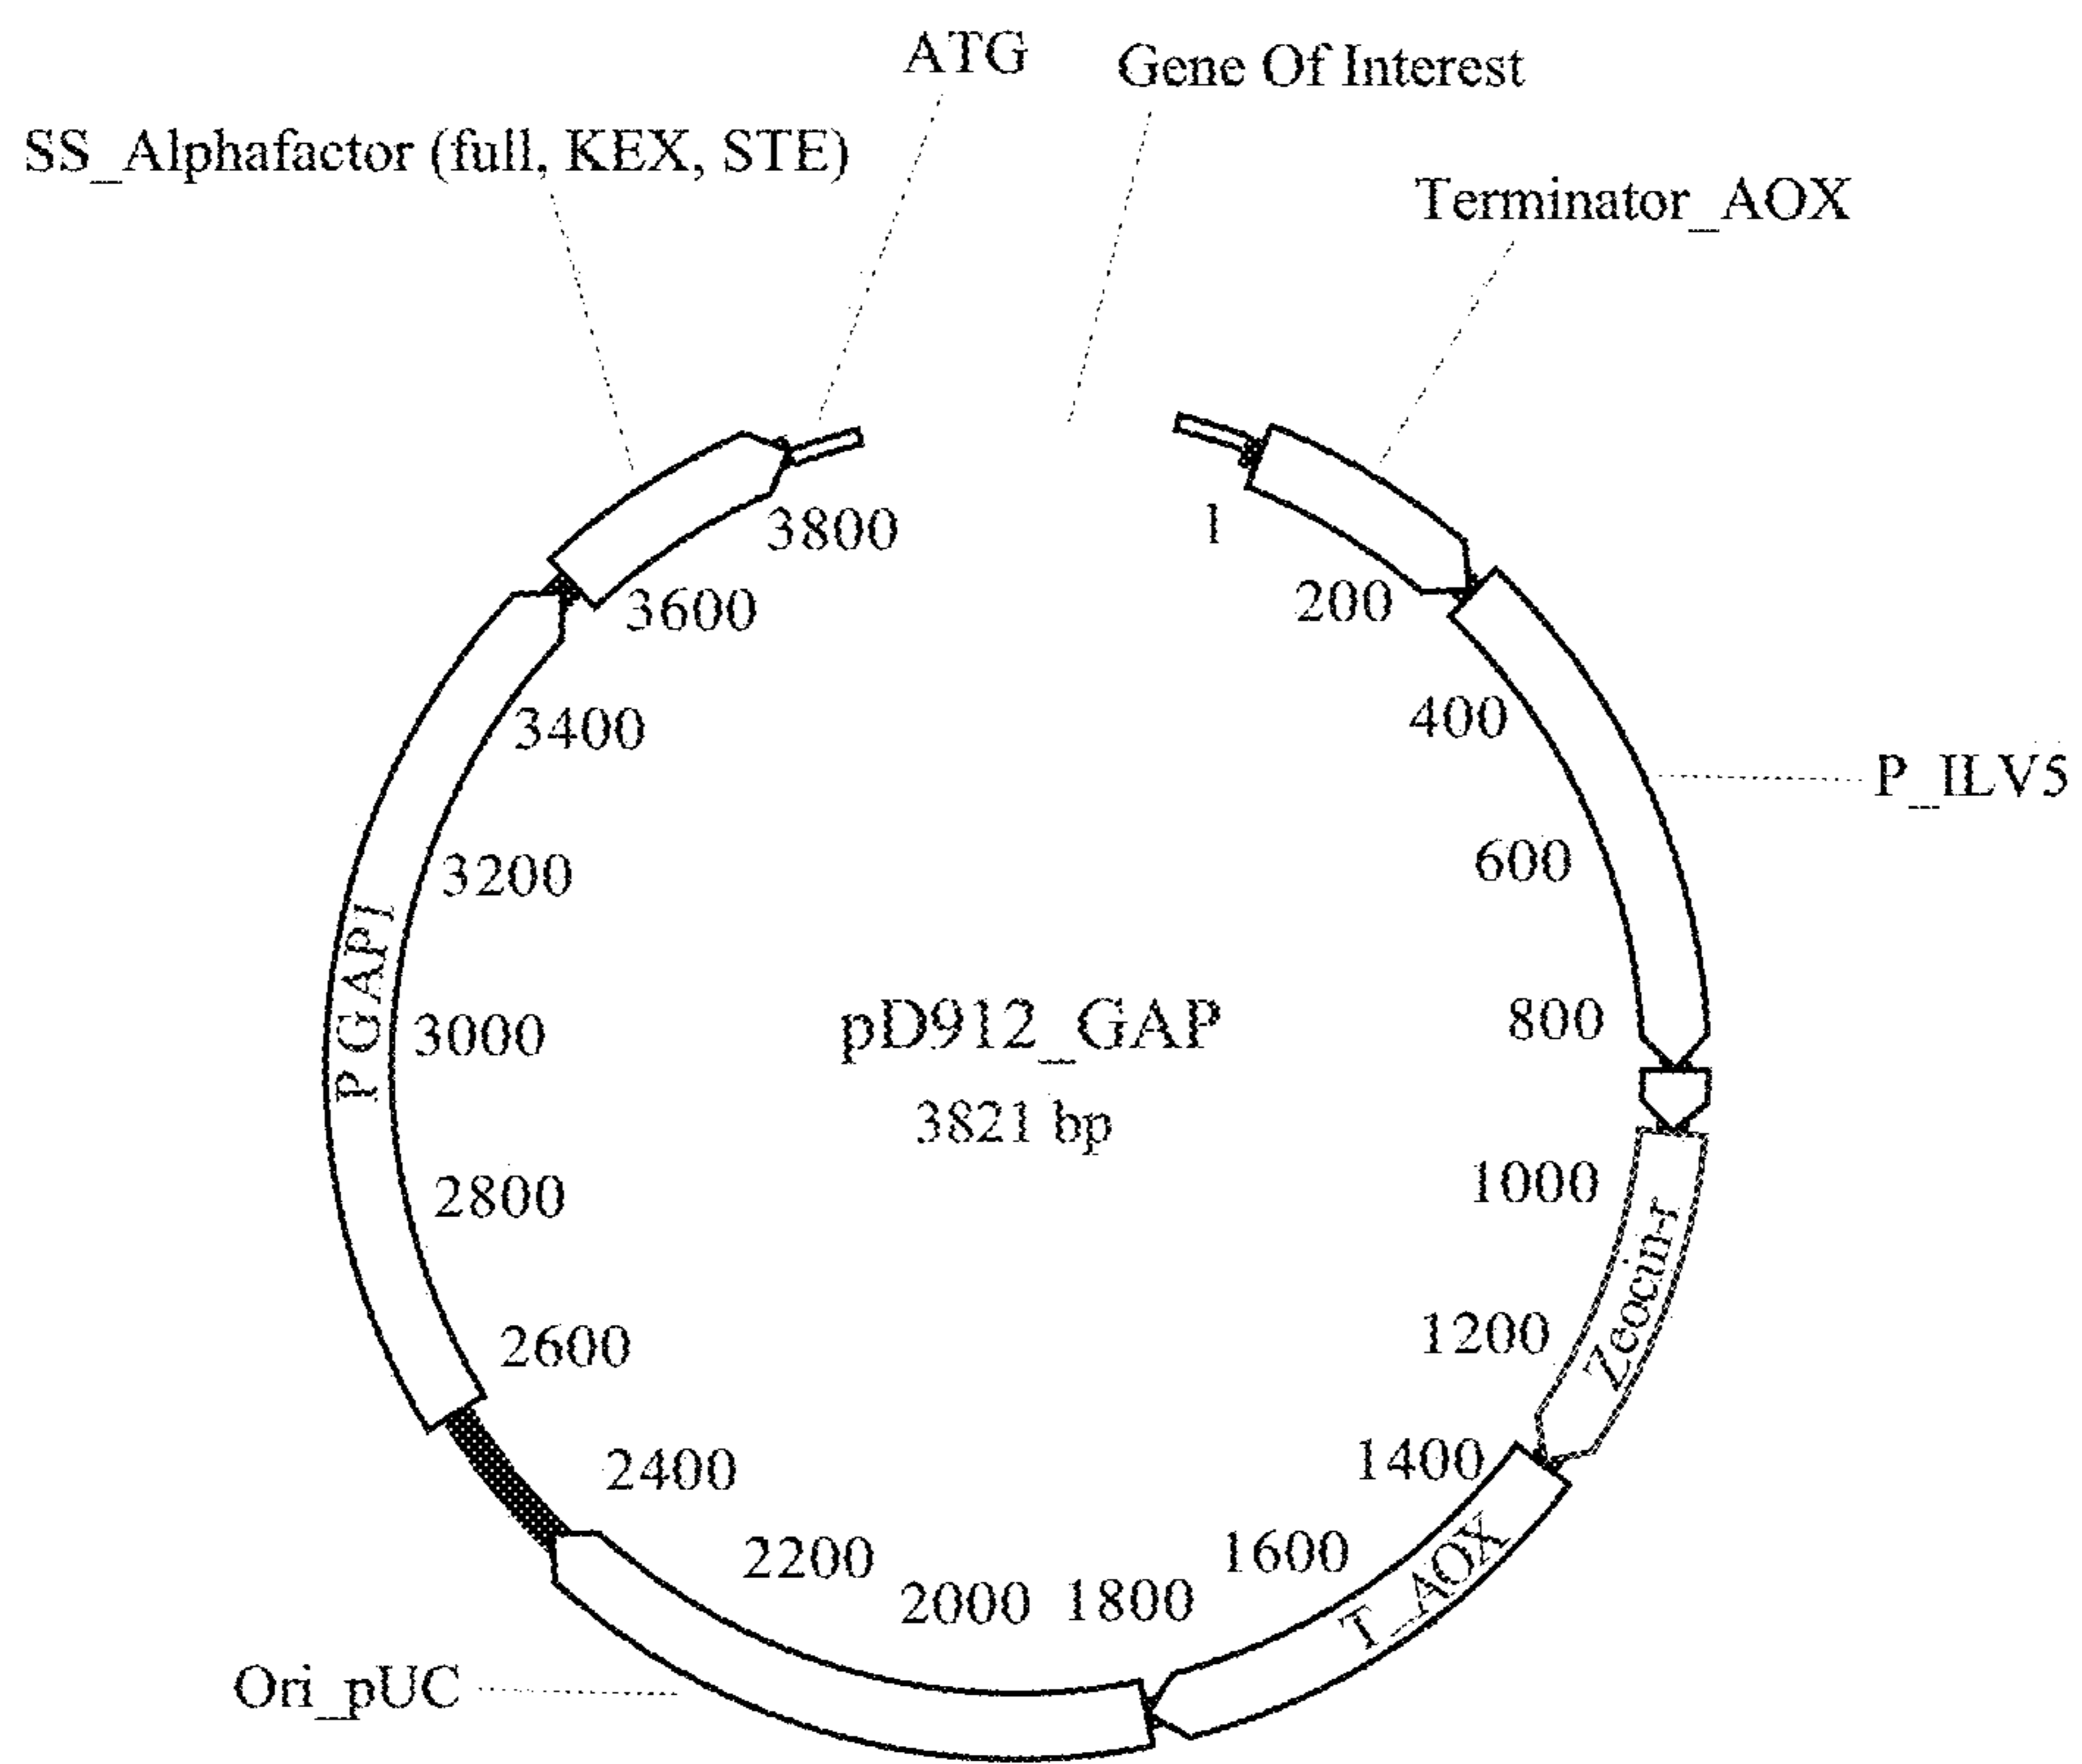 ATG
Gene Of Interest
SS_Alphafactor (full, KEX, STE)
Terminator_AOX
3800
1
3600
200
3400
400
P_ILV5
3200
600
P GAP1
3000
pD912_GAP
3821 bp
800
2800
1000
Zeocin-r
2600
1200
2400
1400
2200
2000
1800
1600
T_AOX
Ori_pUC